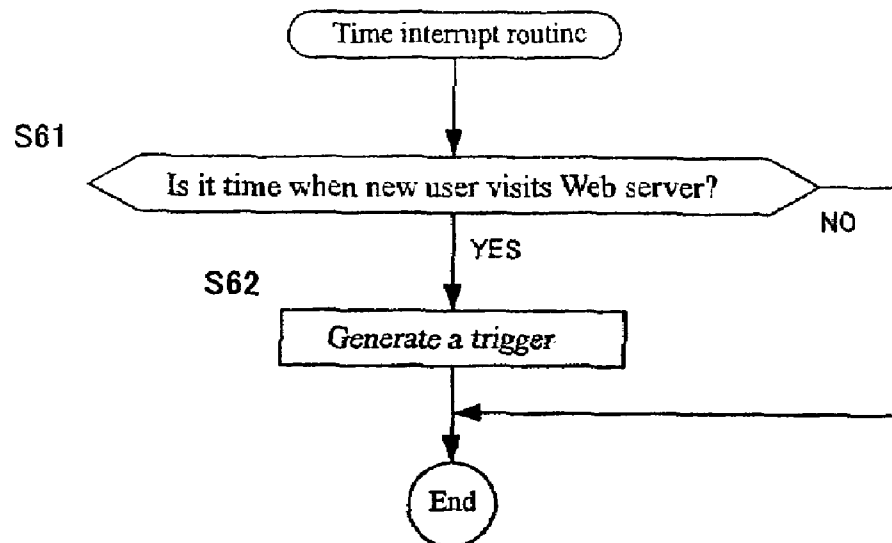 Time interrupt routine
S61
Is it time when new user visits Web server?
NO
YES
S62
Generate a trigger
End